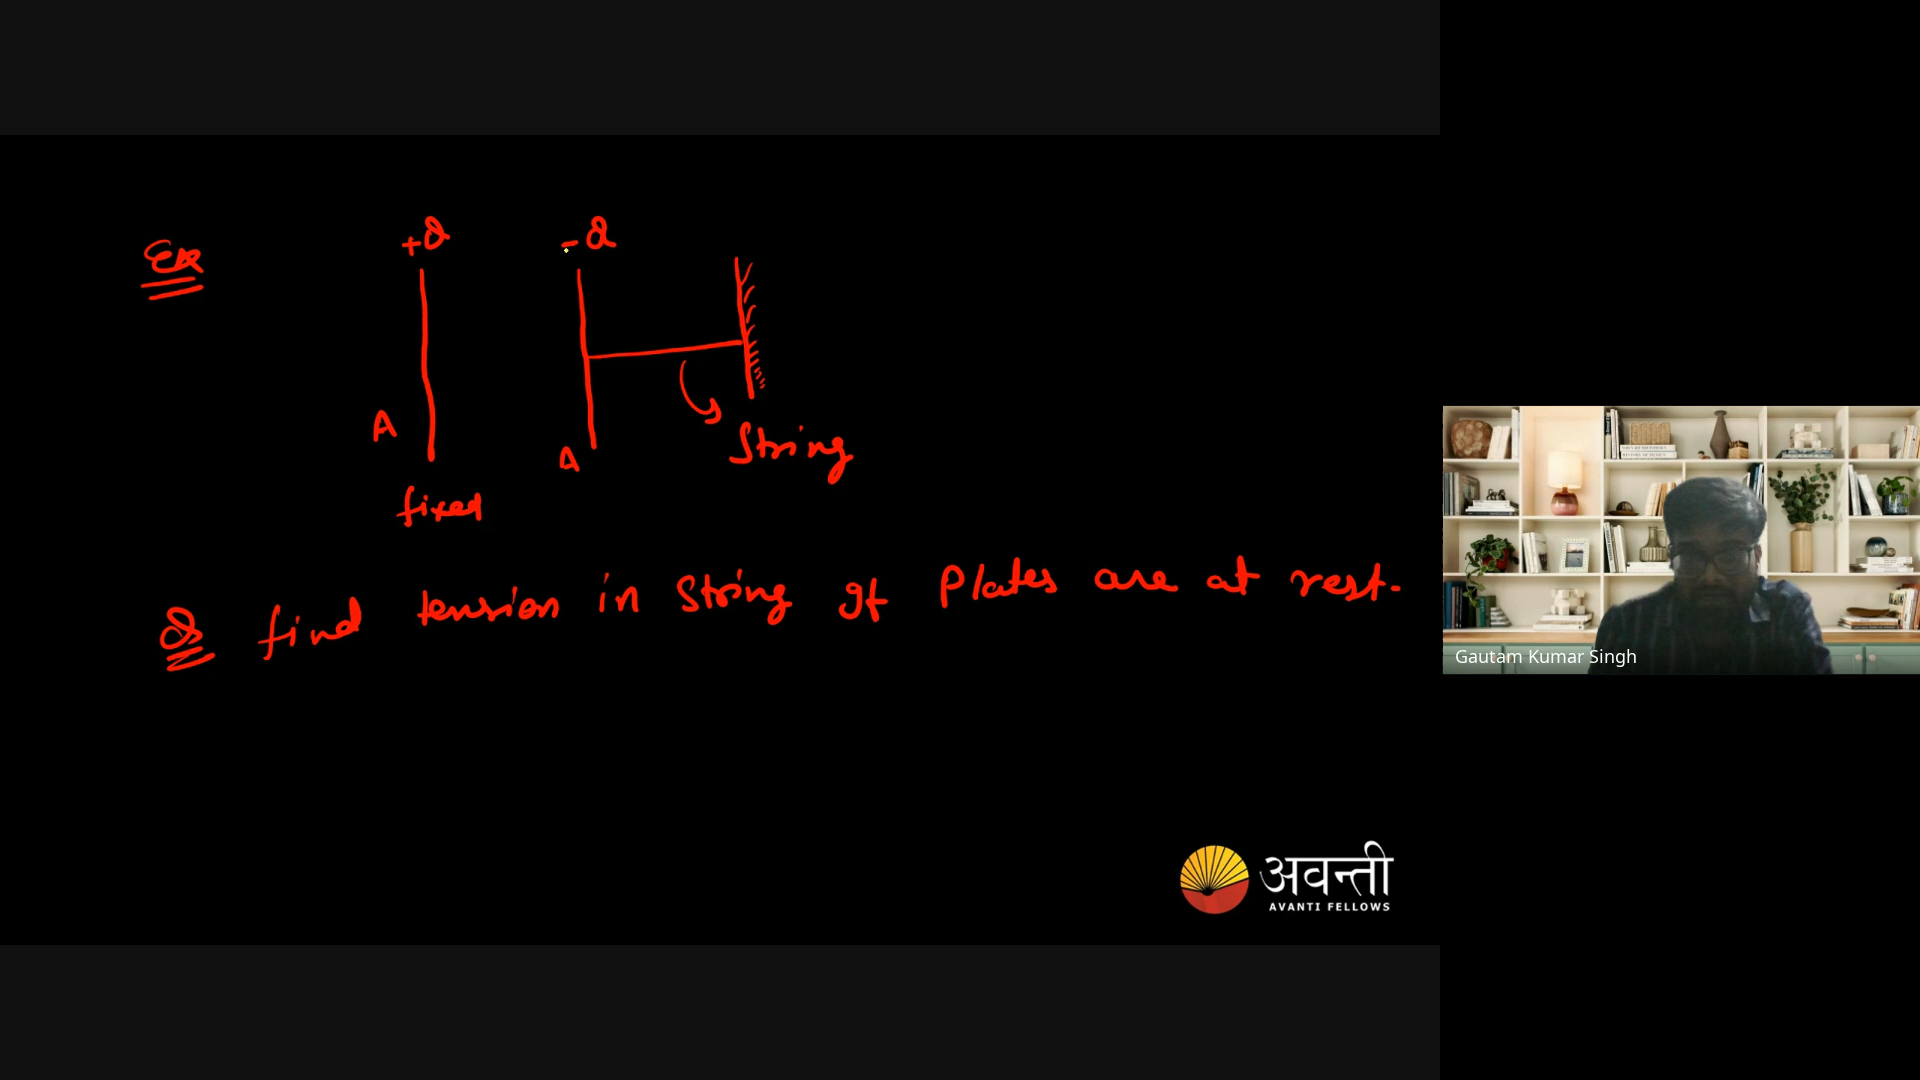 Ex
+Q
-Q
A
A
String
fixed
Q find tension in string If Plates are at rest.
अवन्ती
AVANTI FELLOWS
Gautam Kumar Singh